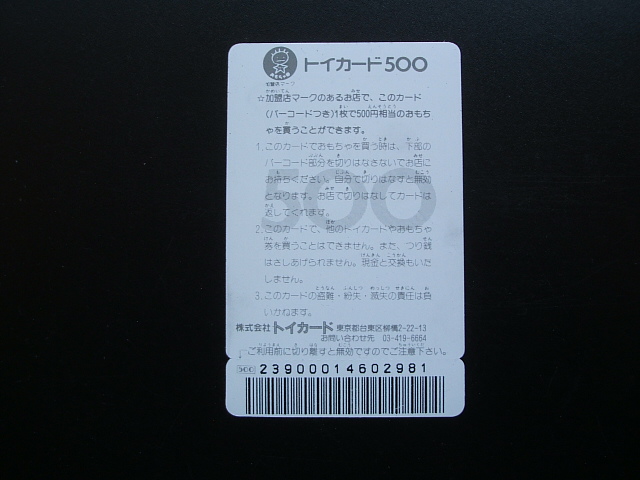 トイカード500
加盟店マーク
☆加盟店マークのあるお店で、このカード
(バーコードつき)1枚で500円相当のおもち
ゃを買うことができます。
1.このカードでおもちゃを買う時は、下部の
バーコード部分を切りはなさないでお店に
お持ちください。自分で切りはなすと無効
となります。お店で切りはなしてカードは
返してくれます。
500
2.このカードで、他のトイカードやおもちゃ
券を買うことはできません。また、つり銭
はさしあげられません。現金と交換もいた
しません。
3.このカードの盗難・紛失・滅失の責任は負
いかねます。
株式会社トイカード 東京都台東区柳橋2-22-13
お問い合わせ先 03-419-6664
ご利用前に切り離すと無効ですのでご注意下さい。
500 239000014602981